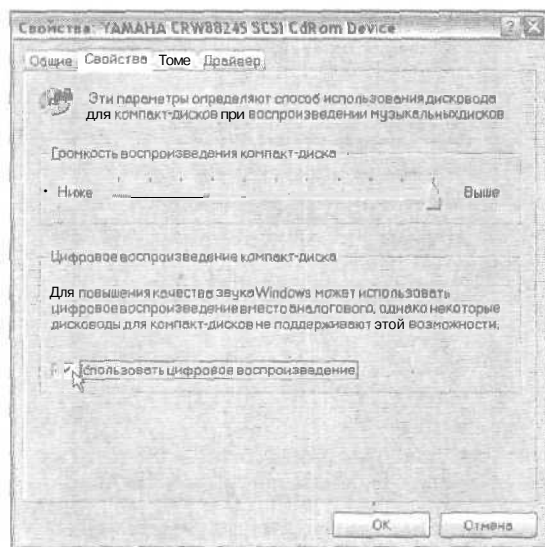 Свойства: YAMAHA CRW8824S SCSI CdRom Device
Общие Свойства Томе Драйвер
Эти параметры определяют способ использования дисковода
для компакт-дисков при воспроизведении музыкальных дисков
Громкость воспроизведения компакт-диска
Ниже Выше
Цифровое воспроизведение компакт-диска
Для повышения качества звука Windows может использовать
цифровое воспроизведение вместо аналогового, однако некоторые
дисководы для компакт-дисков не поддерживают этой возможности.
Использовать цифровое воспроизведение
OK Отмена